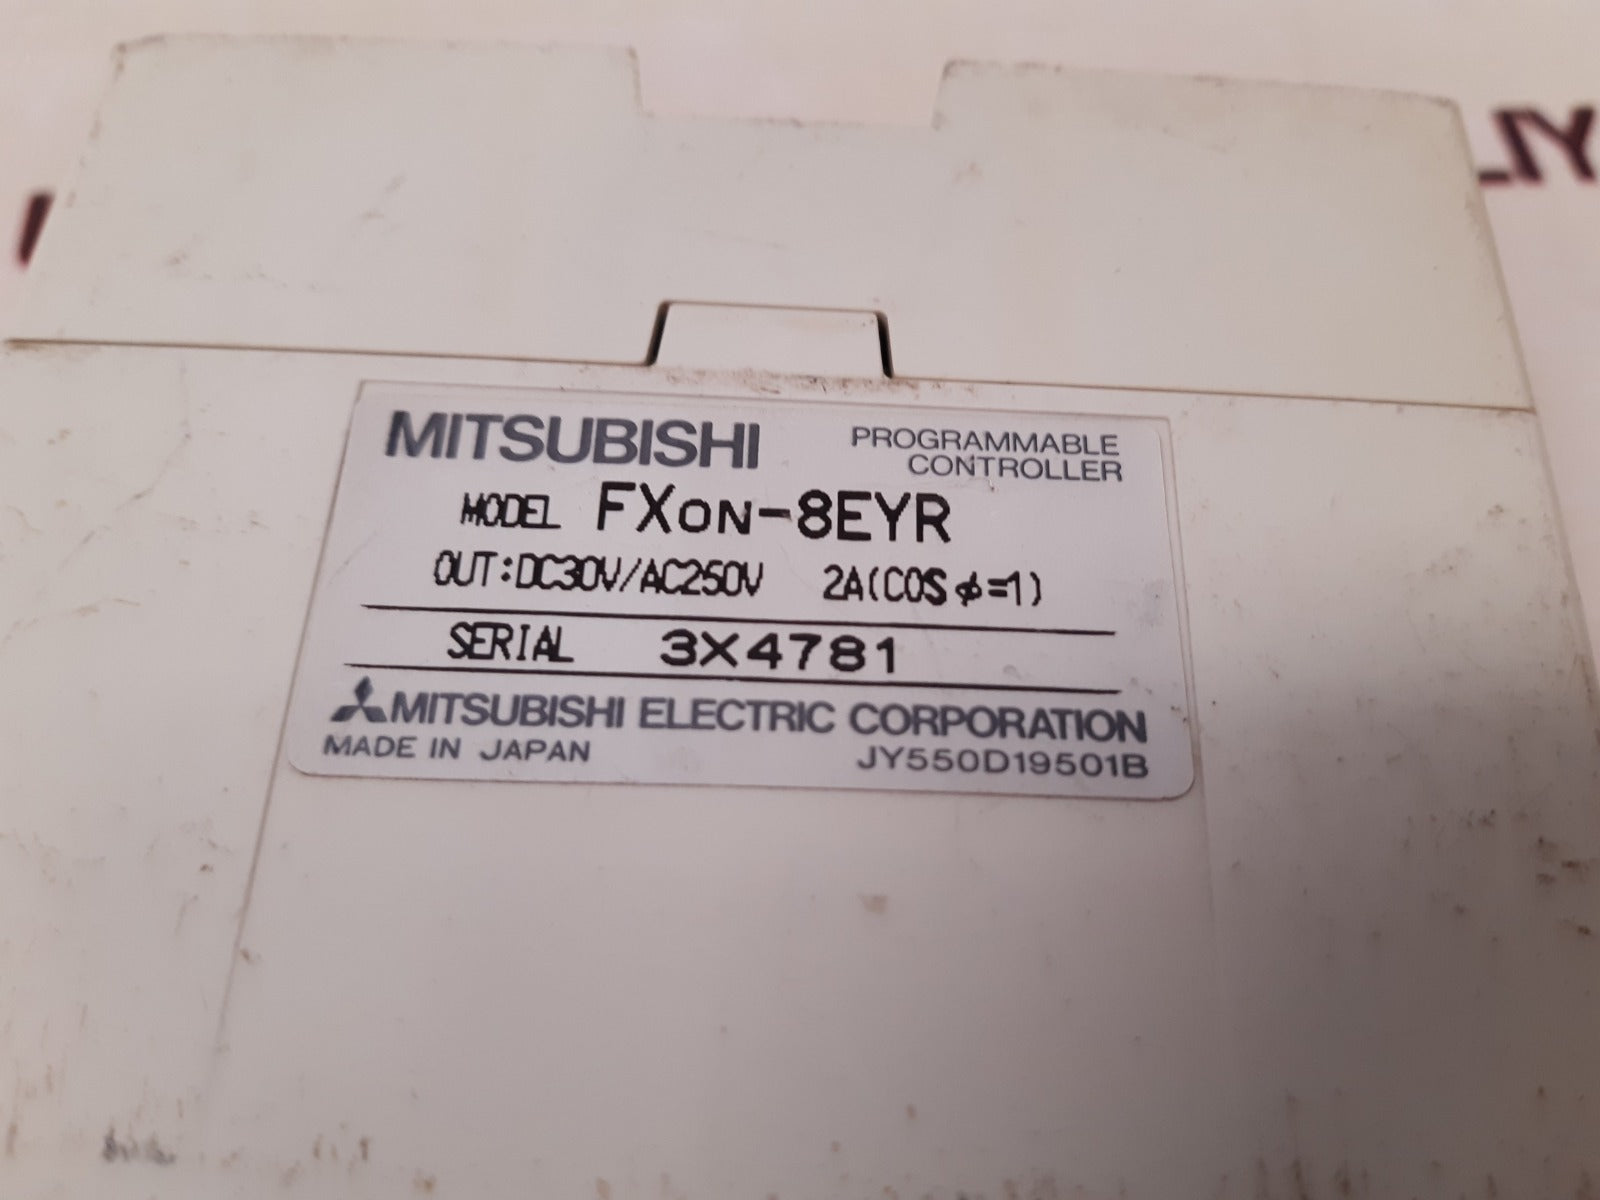 MITSUBISHI PROGRAMMABLE
CONTROLLER
MODEL FX0N-8EYR
OUT:DC30V/AC250V 2A(COSφ=1)
SERIAL 3X4781
MITSUBISHI ELECTRIC CORPORATION
MADE IN JAPAN JY550D19501B